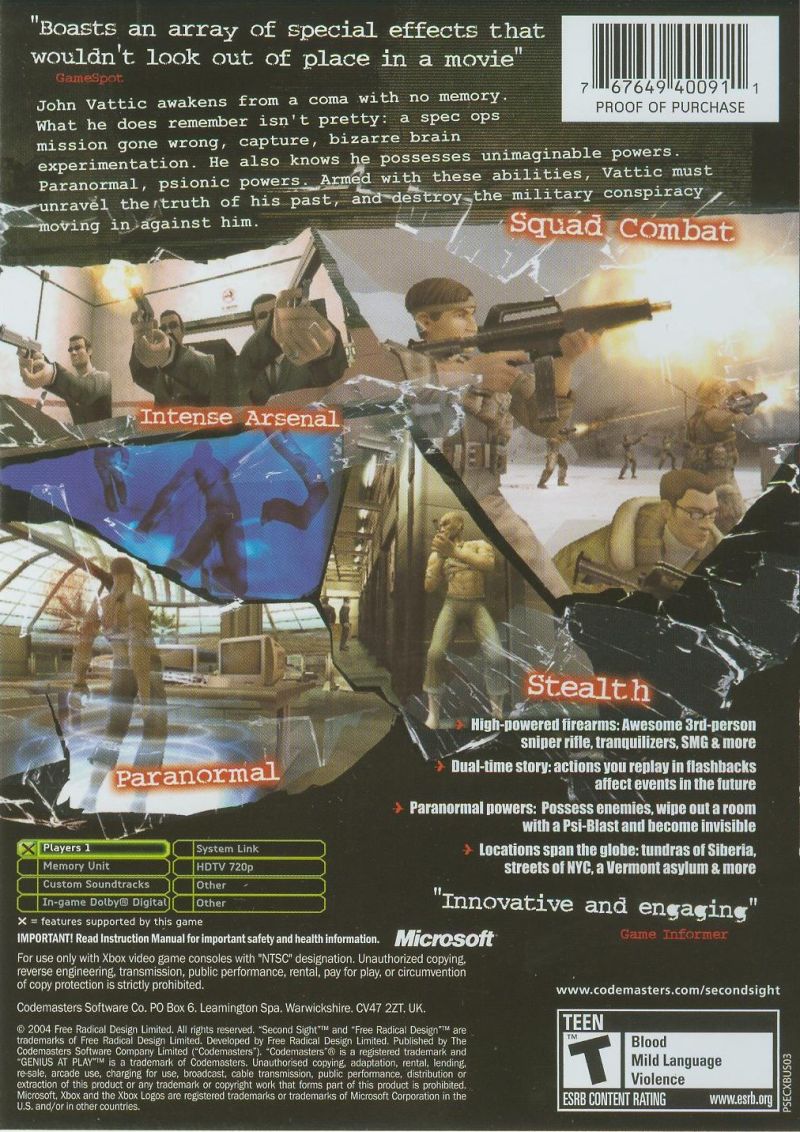 "Boasts an array of special effects that
wouldn't look out of place in a movie"
GameSpot
7 67649 40091 1
PROOF OF PURCHASE
John Vattic awakens from a coma with no memory.
What he does remember isn't pretty: a spec ops
mission gone wrong, capture, bizarre brain
experimentation. He also knows he possesses unimaginable powers.
Paranormal, psionic powers. Armed with these abilities, Vattic must
unravel the truth of his past, and destroy the military conspiracy
moving in against him.
Squad Combat
Intense Arsenal
Stealth
Paranormal
High-powered firearms: Awesome 3rd-person
sniper rifle, tranquilizers, SMG & more
Dual-time story: actions you replay in flashbacks
affect events in the future
Paranormal powers: Possess enemies, wipe out a room
with a Psi-Blast and become invisible
Locations span the globe: tundras of Siberia,
streets of NYC, a Vermont asylum & more
X Players 1
System Link
Memory Unit
HDTV 720p
Custom Soundtracks
Other
In-game Dolby® Digital
Other
X = features supported by this game
"Innovative and engaging"
Game Informer
IMPORTANT! Read Instruction Manual for important safety and health information.
Microsoft®
For use only with Xbox video game consoles with "NTSC" designation. Unauthorized copying,
reverse engineering, transmission, public performance, rental, pay for play, or circumvention
of copy protection is strictly prohibited.
Codemasters Software Co. PO Box 6. Leamington Spa. Warwickshire. CV47 2ZT. UK.
© 2004 Free Radical Design Limited. All rights reserved. "Second Sight"™ and "Free Radical Design"™ are
trademarks of Free Radical Design Limited. Developed by Free Radical Design Limited. Published by The
Codemasters Software Company Limited ("Codemasters"). "Codemasters"® is a registered trademark and
"GENIUS AT PLAY"™ is a trademark of Codemasters. Unauthorised copying, adaptation, rental, lending,
re-sale, arcade use, charging for use, broadcast, cable transmission, public performance, distribution or
extraction of this product or any trademark or copyright work that forms part of this product is prohibited.
Microsoft, Xbox and the Xbox Logos are registered trademarks or trademarks of Microsoft Corporation in the
U.S. and/or in other countries.
www.codemasters.com/secondsight
TEEN
T™
Blood
Mild Language
Violence
ESRB CONTENT RATING www.esrb.org
PSECXBUS03